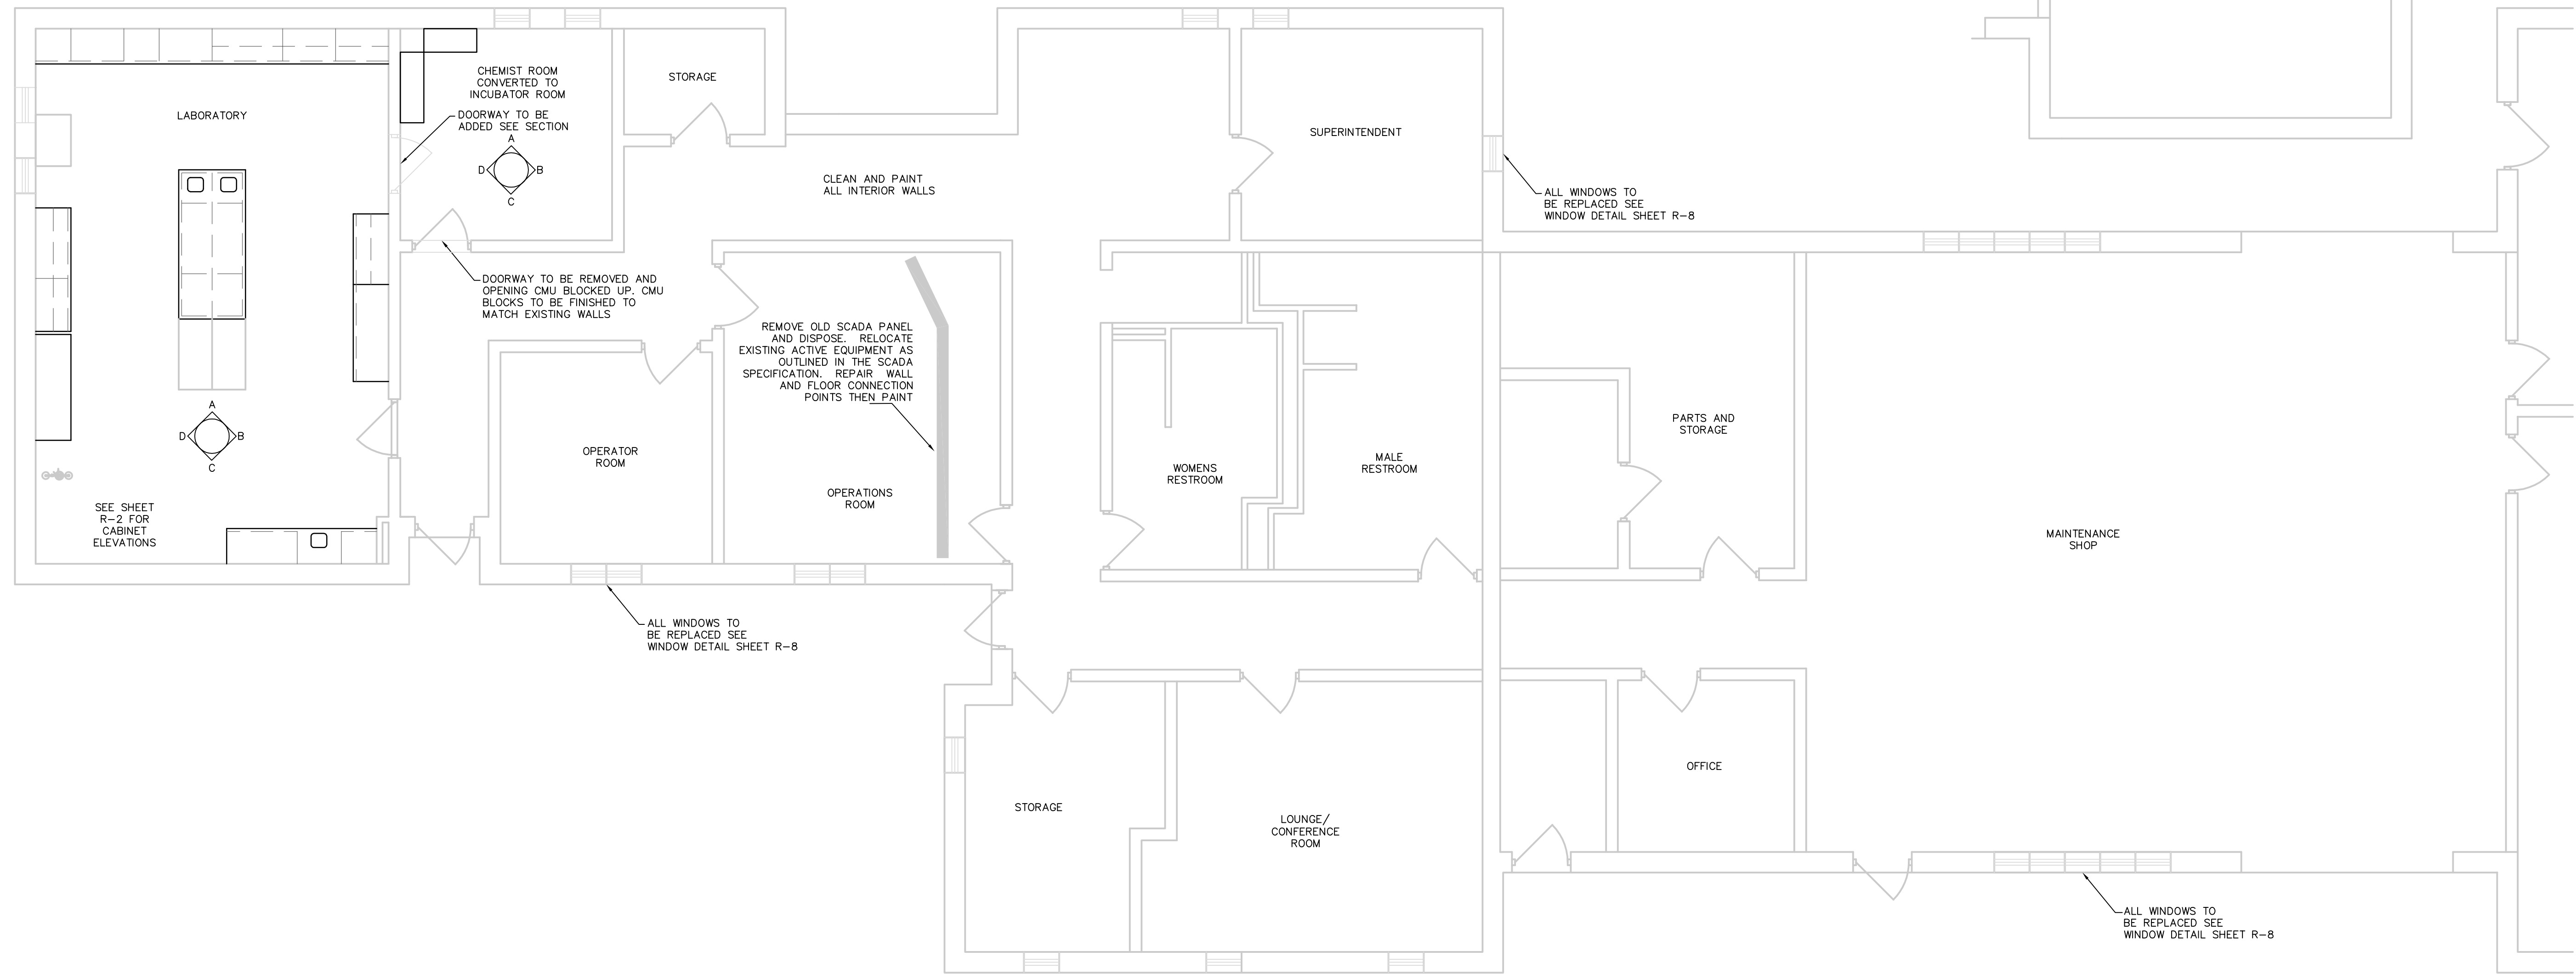 CHEMIST ROOM
CONVERTED TO
INCUBATOR ROOM
STORAGE
LABORATORY
DOORWAY TO BE
ADDED SEE SECTION
A
D
B
C
SUPERINTENDENT
CLEAN AND PAINT
ALL INTERIOR WALLS
ALL WINDOWS TO
BE REPLACED SEE
WINDOW DETAIL SHEET R-8
DOORWAY TO BE REMOVED AND
OPENING CMU BLOCKED UP. CMU
BLOCKS TO BE FINISHED TO
MATCH EXISTING WALLS
REMOVE OLD SCADA PANEL
AND DISPOSE. RELOCATE
EXISTING ACTIVE EQUIPMENT AS
OUTLINED IN THE SCADA
SPECIFICATION. REPAIR WALL
AND FLOOR CONNECTION
POINTS THEN PAINT
A
D
B
C
OPERATOR
ROOM
OPERATIONS
ROOM
WOMENS
RESTROOM
MALE
RESTROOM
PARTS AND
STORAGE
MAINTENANCE
SHOP
SEE SHEET
R-2 FOR
CABINET
ELEVATIONS
ALL WINDOWS TO
BE REPLACED SEE
WINDOW DETAIL SHEET R-8
STORAGE
LOUNGE/
CONFERENCE
ROOM
OFFICE
ALL WINDOWS TO
BE REPLACED SEE
WINDOW DETAIL SHEET R-8